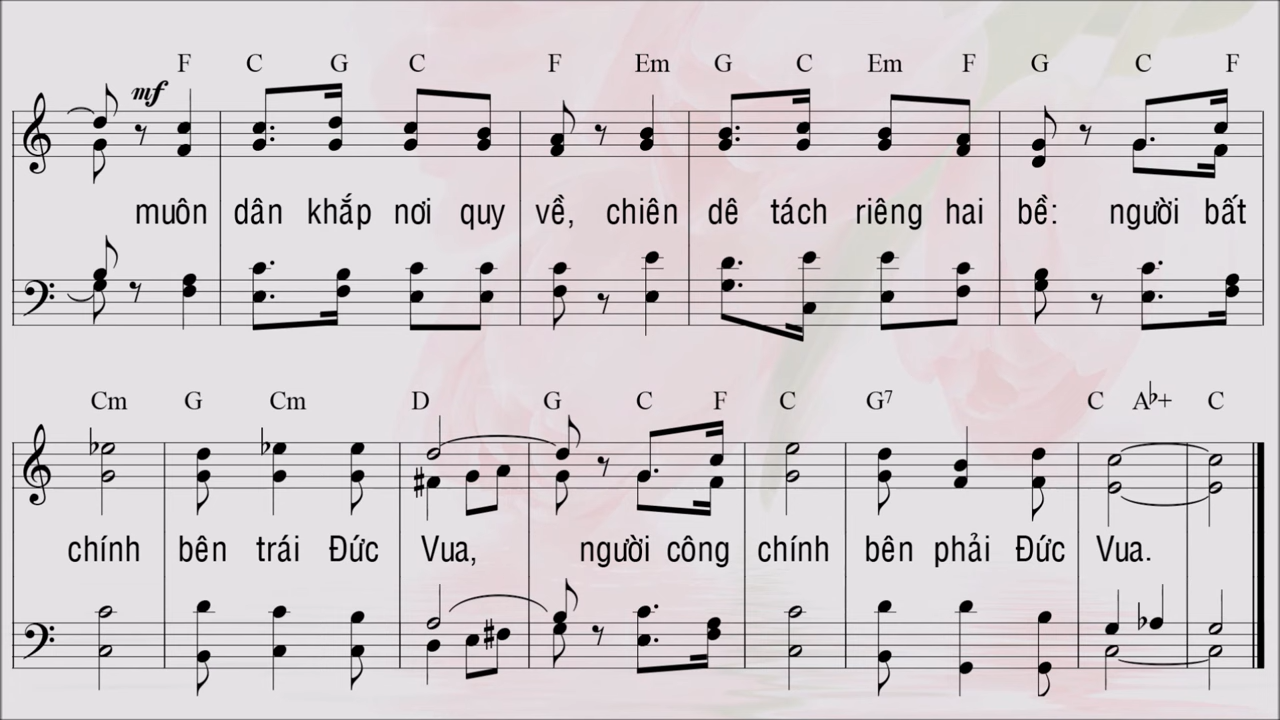 F C G C F Em G C Em F G C F
mf
muôn dân khắp nơi quy về, chiên dê tách riêng hai bề: người bất
Cm G Cm D G C F C G7 C A♭+ C
chính bên trái Đức Vua, người công chính bên phải Đức Vua.